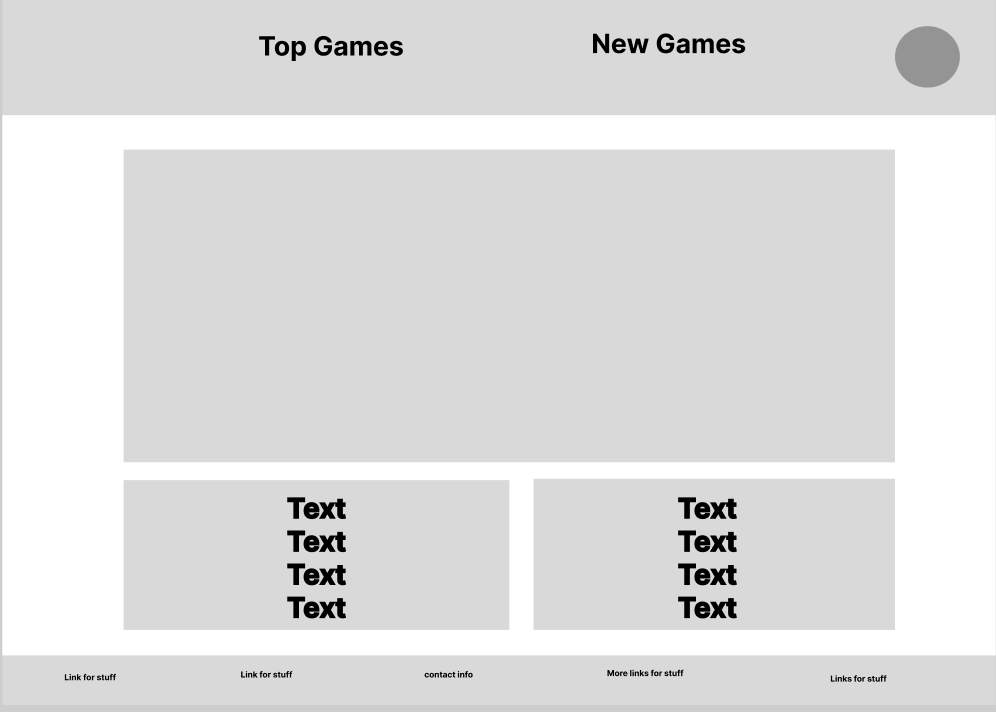 Top Games
New Games
Text
Text
Text
Text
Text
Text
Text
Text
Link for stuff
Link for stuff
contact info
More links for stuff
Links for stuff